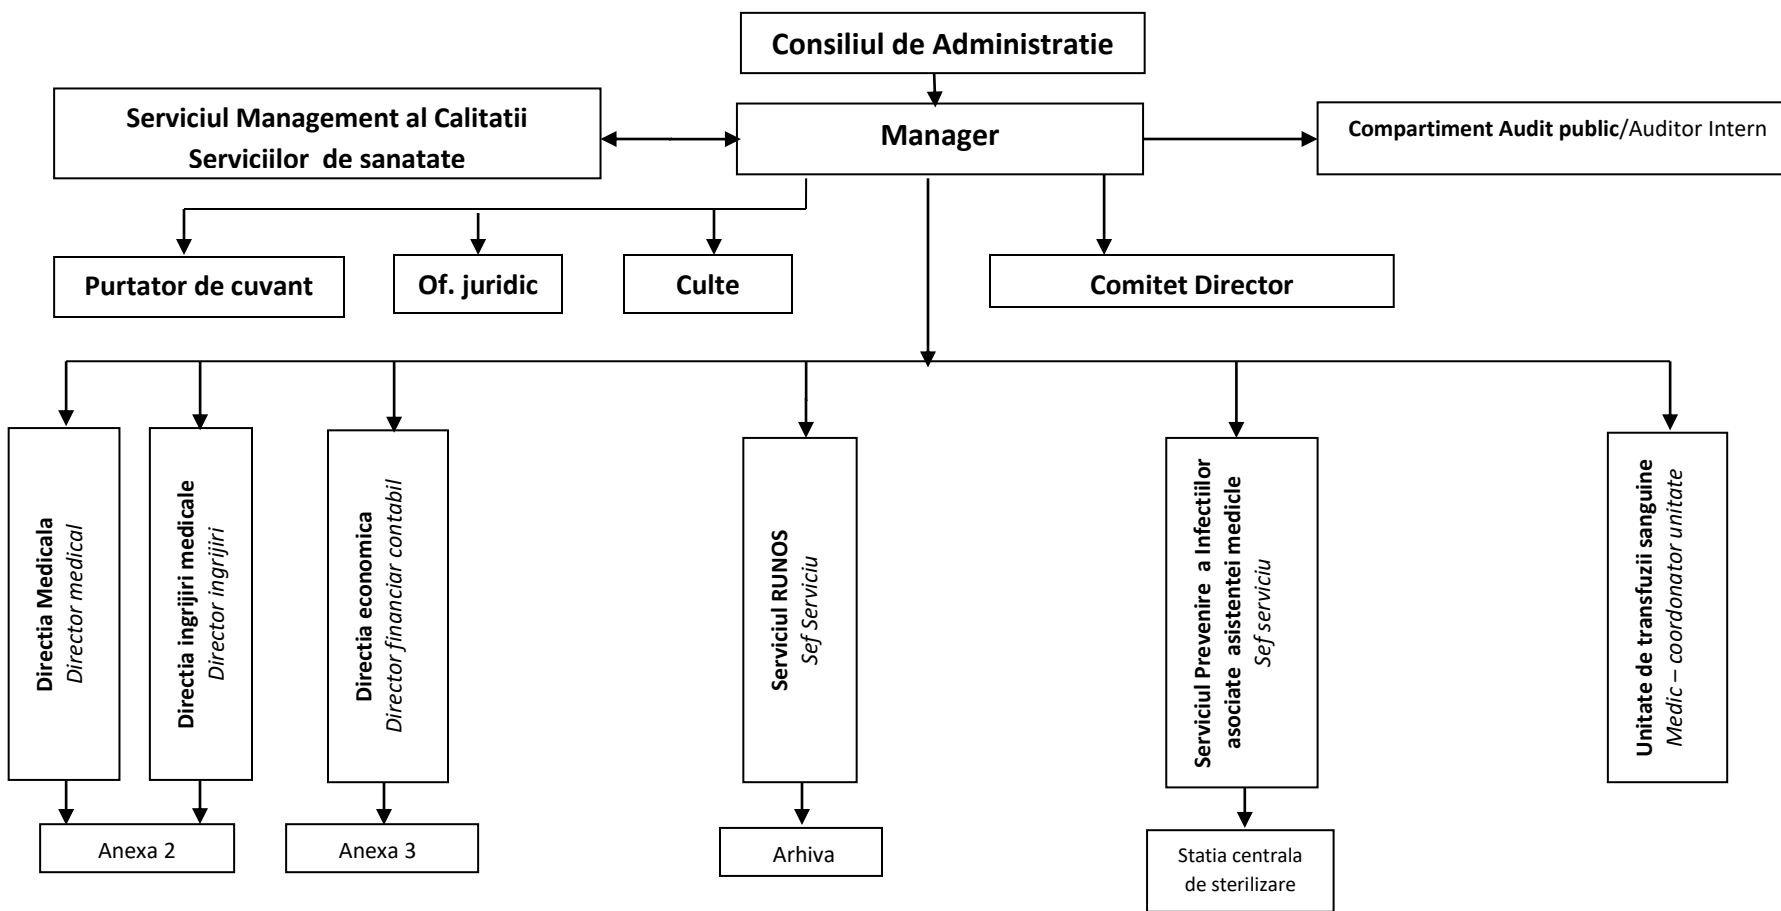 Consiliul de Administratie
Serviciul Management al Calitatii
Serviciilor de sanatate
Manager
Compartiment Audit public/Auditor Intern
Purtator de cuvant
Of. juridic
Culte
Comitet Director
Directia Medicala
Director medical
Directia ingrijiri medicale
Director ingrijiri
Directia economica
Director financiar contabil
Serviciul RUNOS
Sef Serviciu
Serviciul Prevenire a Infectiilor
asociate asistentei medicle
Sef serviciu
Unitate de transfuzii sanguine
Medic – coordonator unitate
Anexa 2
Anexa 3
Arhiva
Statia centrala
de sterilizare